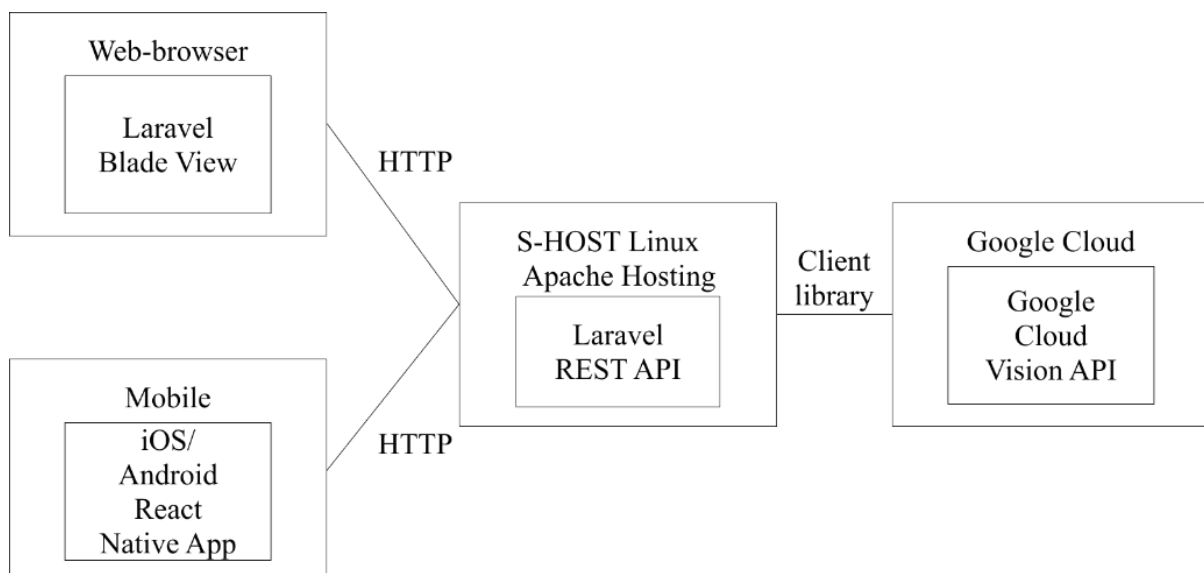 Web-browser
Laravel
Blade View
HTTP
Mobile
iOS/
Android
React
Native App
HTTP
S-HOST Linux
Apache Hosting
Laravel
REST API
Client
library
Google Cloud
Google
Cloud
Vision API